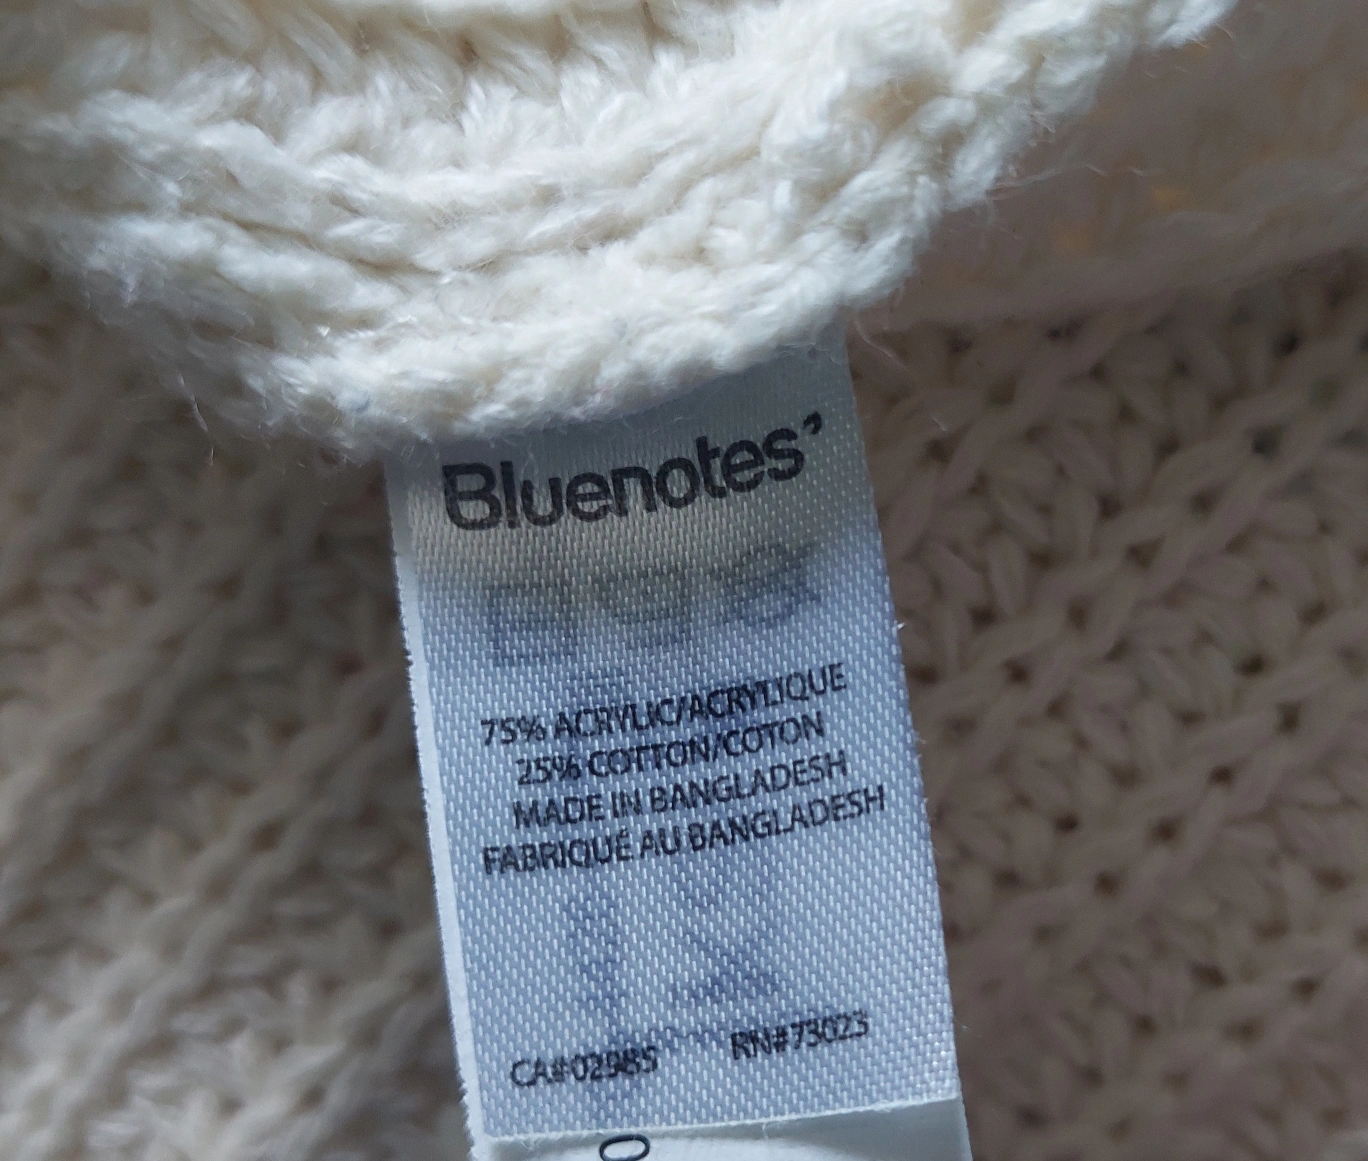 Bluenotes’
75% ACRYLIC/ACRYLIQUE
25% COTTON/COTON
MADE IN BANGLADESH
FABRIQUÉ AU BANGLADESH
CA#02985 RN#73023